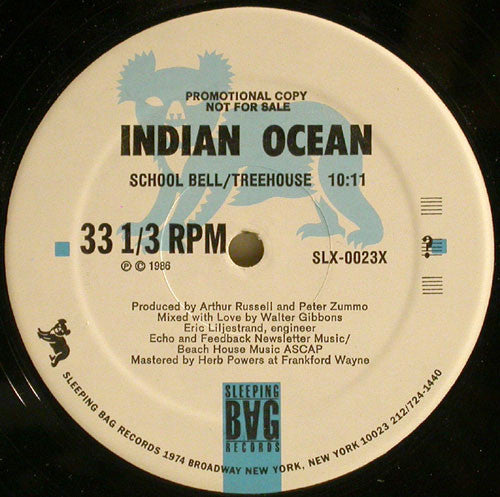 PROMOTIONAL COPY
NOT FOR SALE
INDIAN OCEAN
SCHOOL BELL/TREEHOUSE 10:11
33 1/3 RPM
SLX-0023X
?
℗ © 1986
Produced by Arthur Russell and Peter Zummo
Mixed with Love by Walter Gibbons
Eric Liljestrand, engineer
Echo and Feedback Newsletter Music/
Beach House Music ASCAP
Mastered by Herb Powers at Frankford Wayne
SLEEPING
BAG
RECORDS
SLEEPING BAG RECORDS 1974 BROADWAY NEW YORK, NEW YORK 10023 212/724-1440